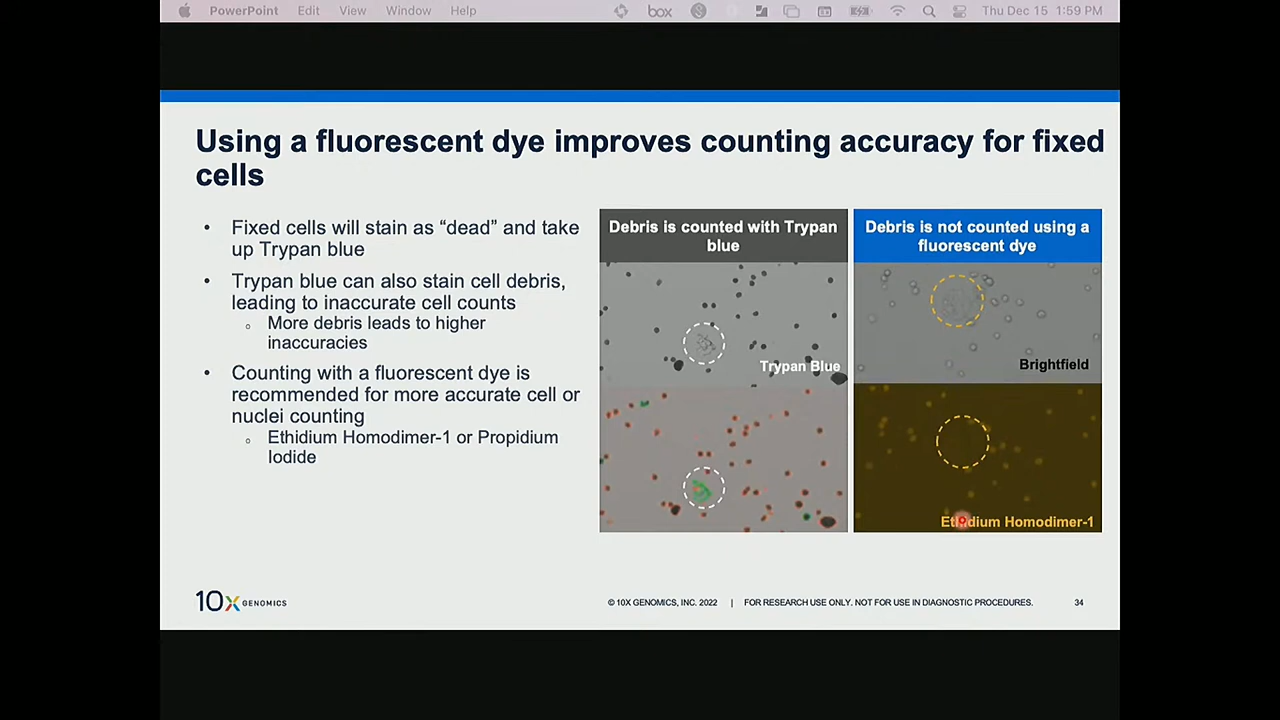 PowerPoint Edit View Window Help box Thu Dec 15 1:59 PM
Using a fluorescent dye improves counting accuracy for fixed
cells
• Fixed cells will stain as “dead” and take
up Trypan blue
• Trypan blue can also stain cell debris,
leading to inaccurate cell counts
o More debris leads to higher
inaccuracies
• Counting with a fluorescent dye is
recommended for more accurate cell or
nuclei counting
o Ethidium Homodimer-1 or Propidium
Iodide
Debris is counted with Trypan
blue
Trypan Blue
Debris is not counted using a
fluorescent dye
Brightfield
Ethidium Homodimer-1
10X GENOMICS
© 10X GENOMICS, INC. 2022 | FOR RESEARCH USE ONLY. NOT FOR USE IN DIAGNOSTIC PROCEDURES. 34